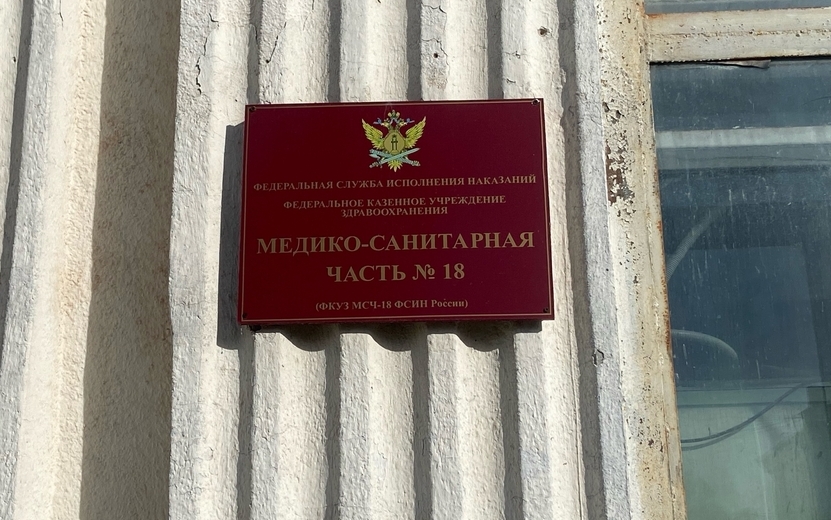 ФЕДЕРАЛЬНАЯ СЛУЖБА ИСПОЛНЕНИЯ НАКАЗАНИЙ
ФЕДЕРАЛЬНОЕ КАЗЕННОЕ УЧРЕЖДЕНИЕ
ЗДРАВООХРАНЕНИЯ
МЕДИКО-САНИТАРНАЯ
ЧАСТЬ № 18
(ФКУЗ МСЧ-18 ФСИН России)